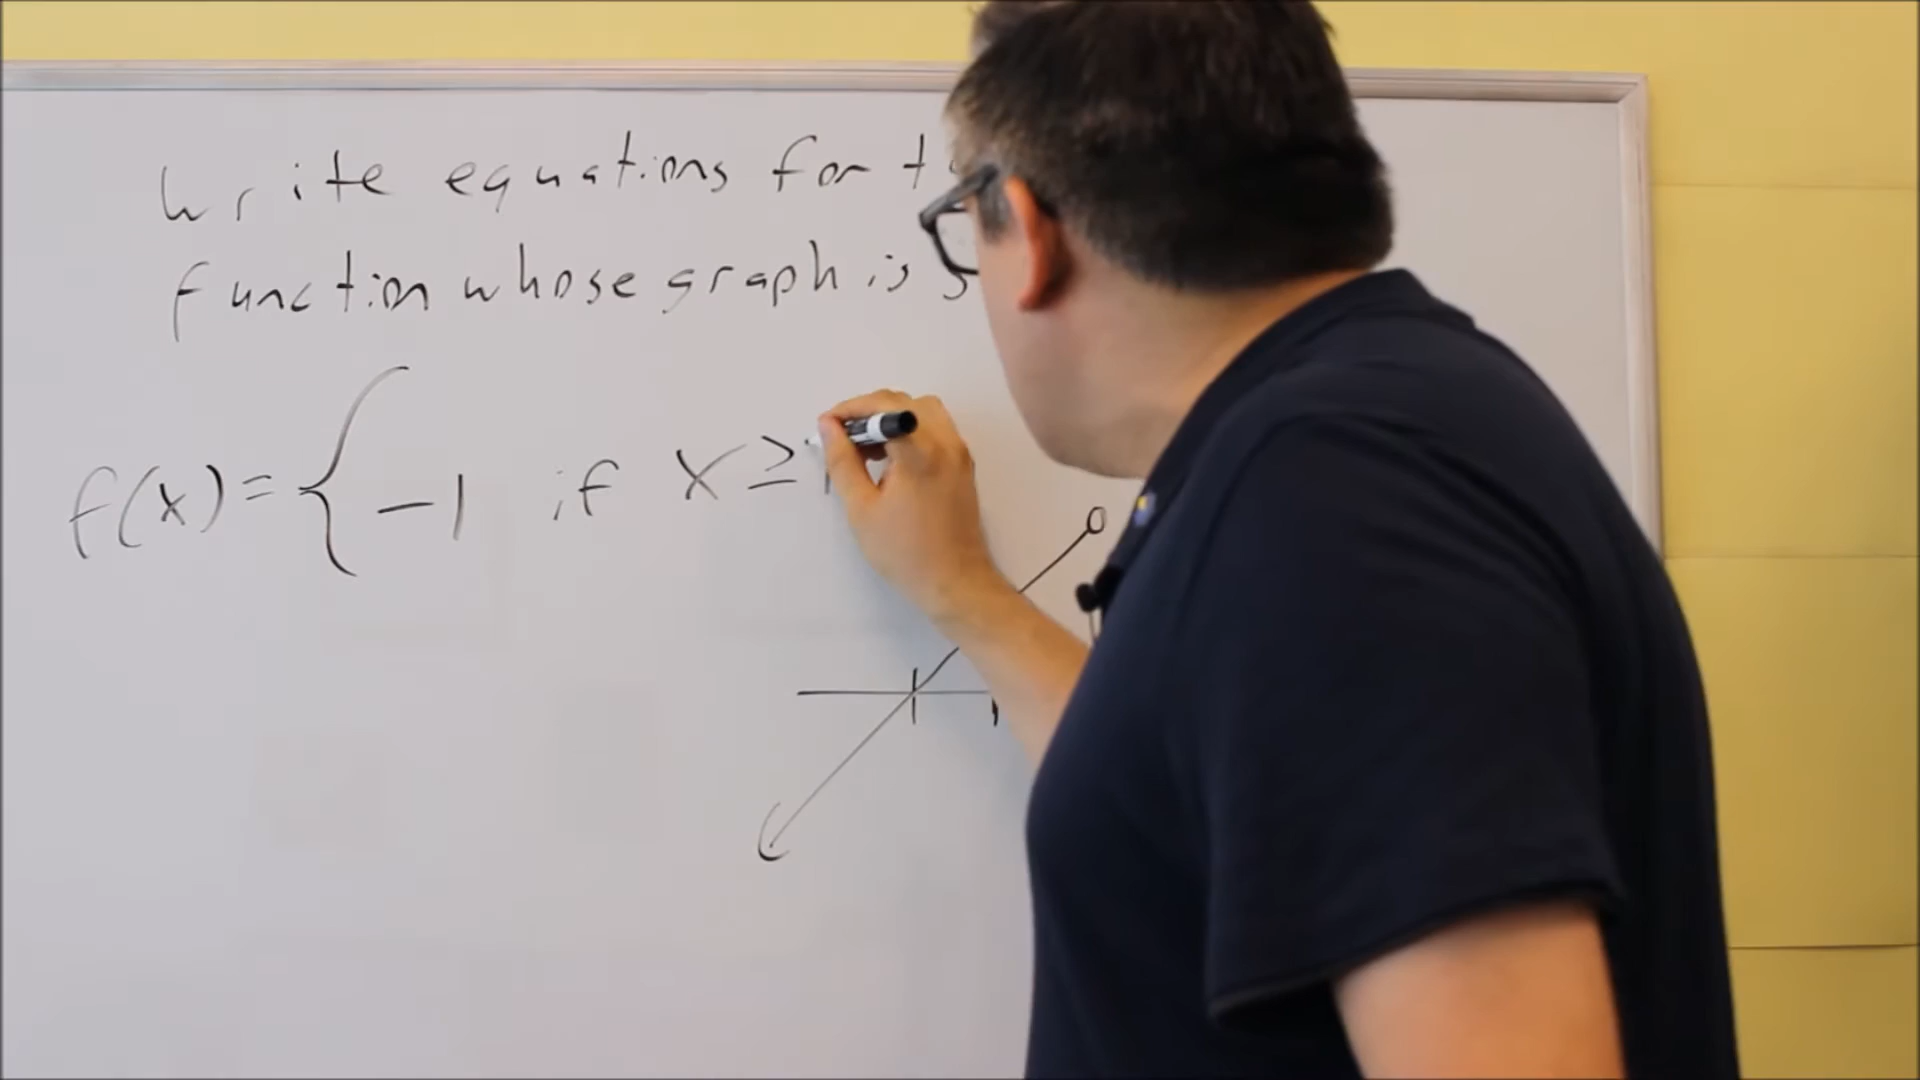 Write equations for
function whose graph is
f(x) = { -1 if x ≥